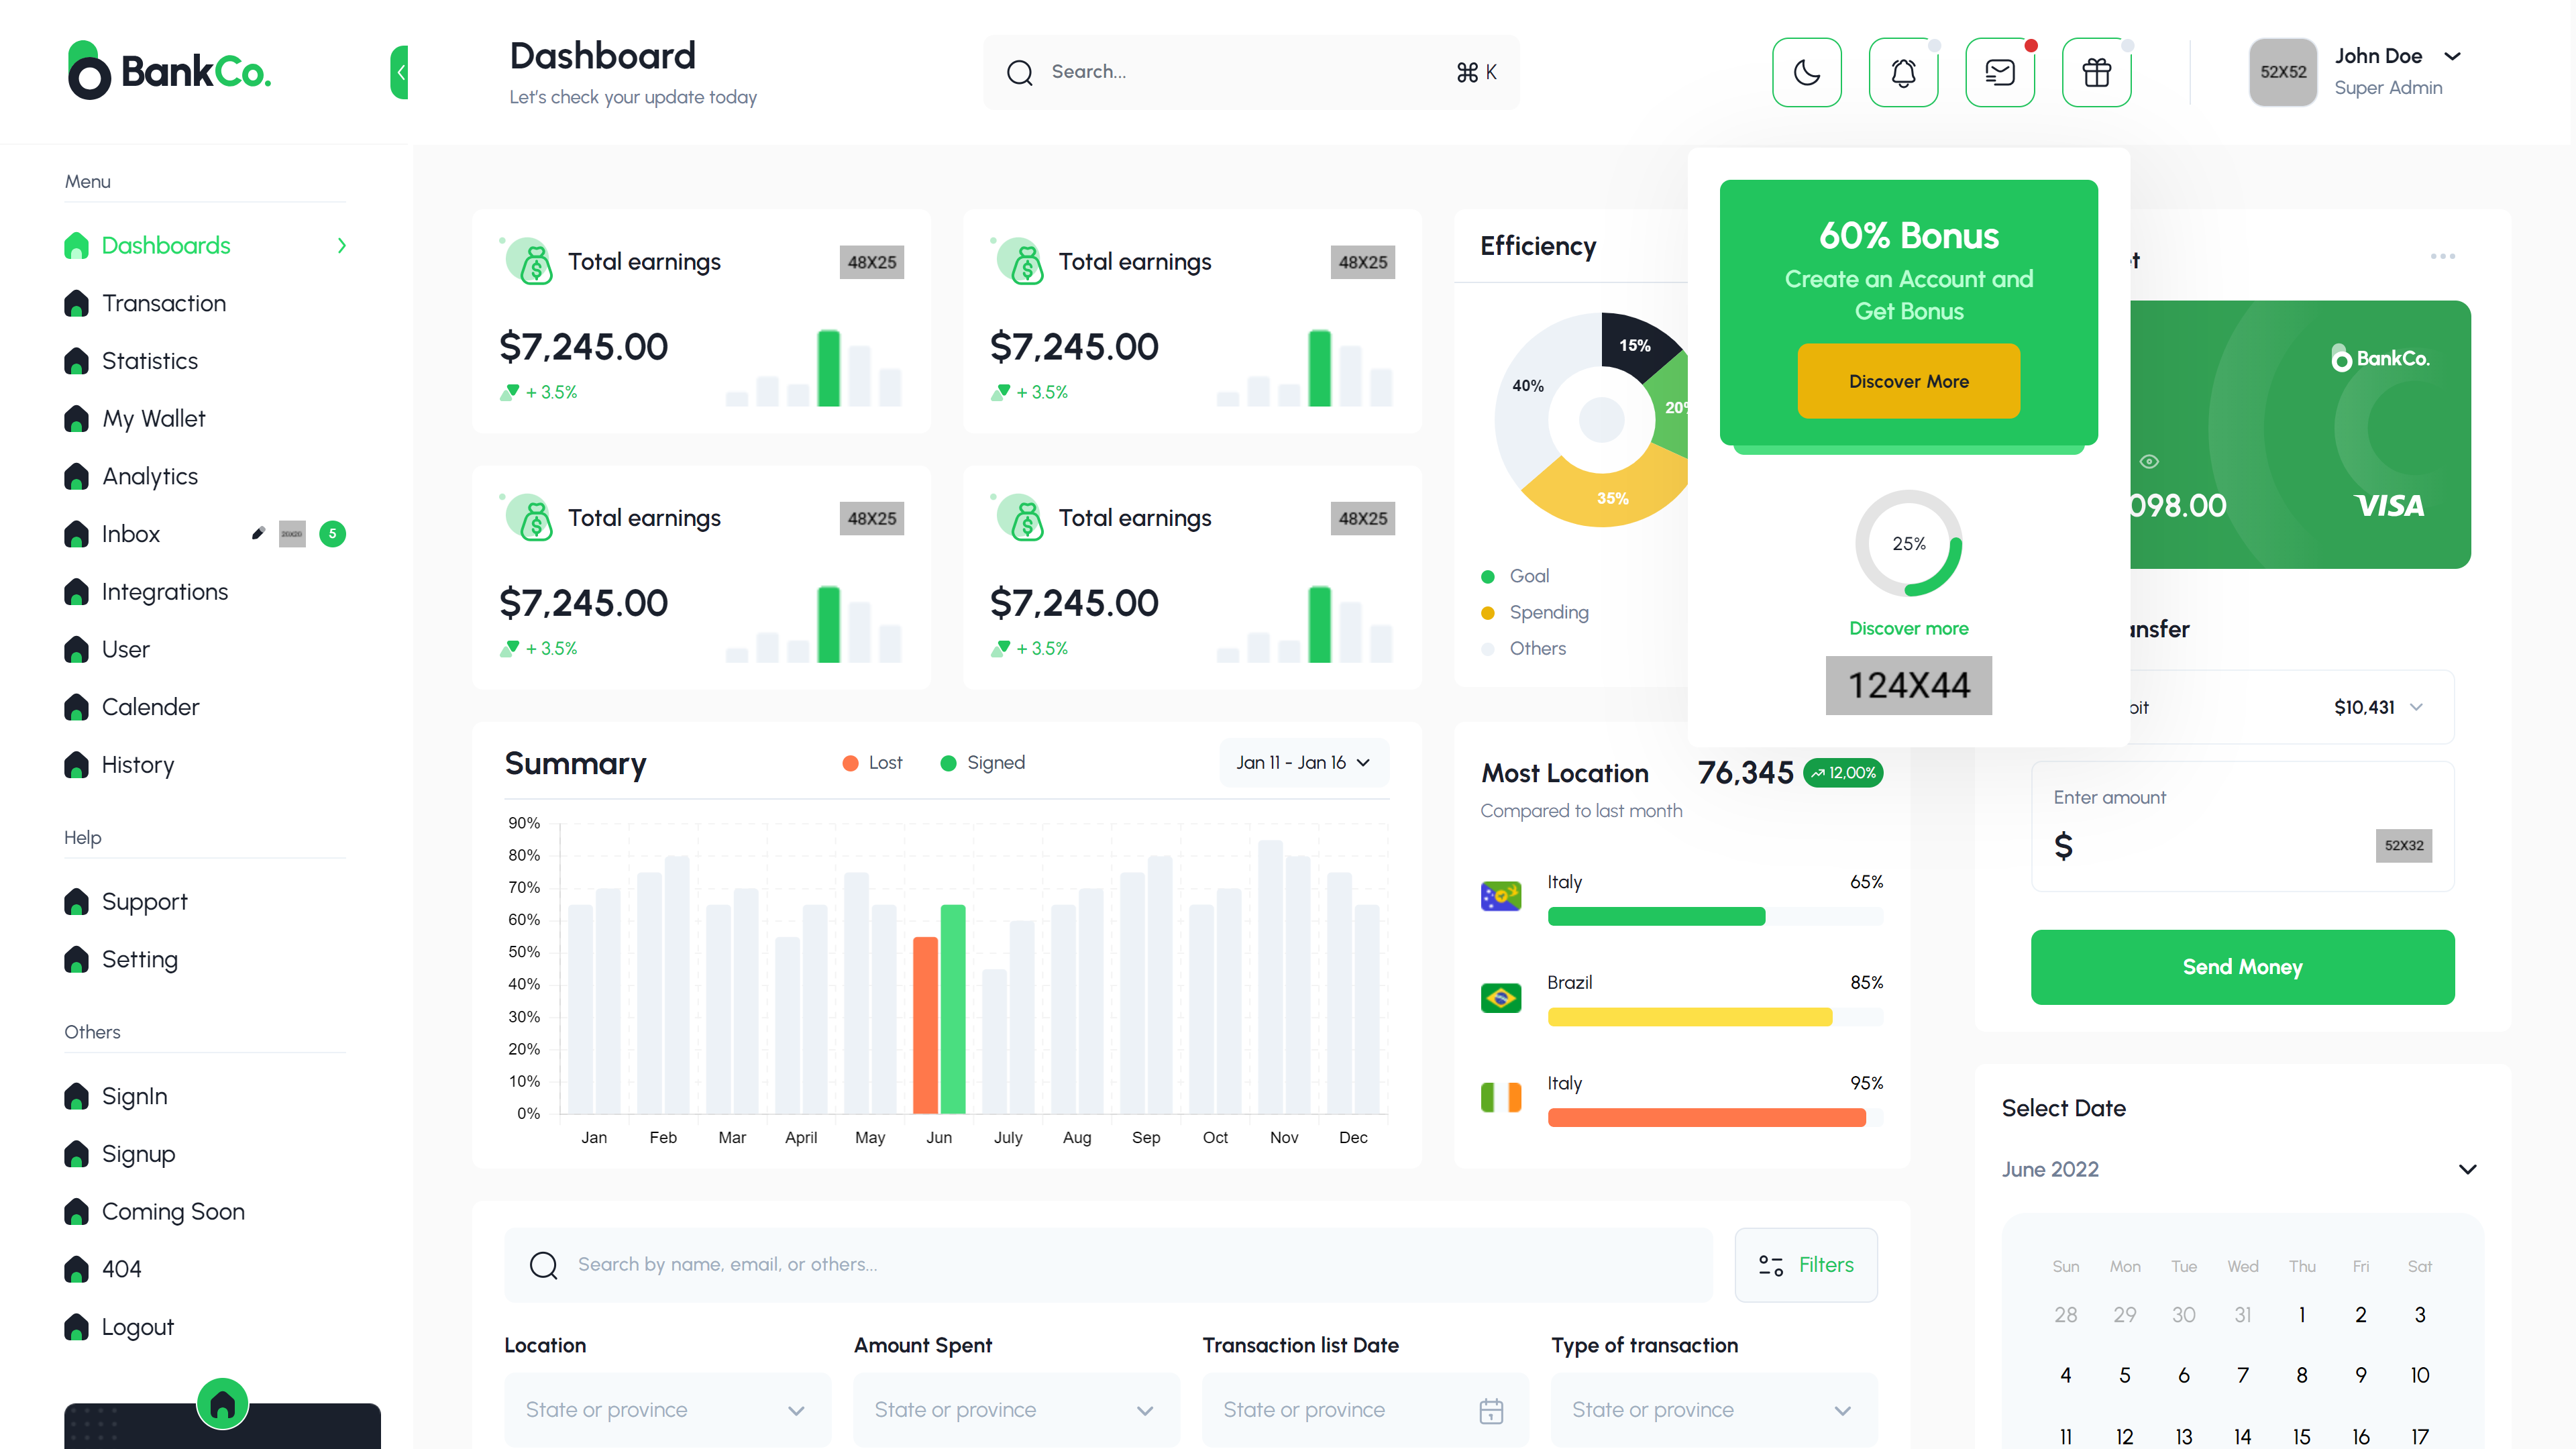 BankCo.
Dashboard
Let's check your update today
Search...
⌘ K
52X52
John Doe
Super Admin
Menu
Dashboards
Transaction
Statistics
My Wallet
Analytics
Inbox
20X20
5
Integrations
User
Calender
History
Help
Support
Setting
Others
SignIn
Signup
Coming Soon
404
Logout
Total earnings
48X25
$7,245.00
+ 3.5%
Total earnings
48X25
$7,245.00
+ 3.5%
Total earnings
48X25
$7,245.00
+ 3.5%
Total earnings
48X25
$7,245.00
+ 3.5%
Efficiency
15%
20%
35%
40%
Goal
Spending
Others
60% Bonus
Create an Account and
Get Bonus
Discover More
25%
Discover more
124X44
BankCo.
098.00
VISA
$10,431
Enter amount
$
52X32
Send Money
Summary
Lost
Signed
Jan 11 - Jan 16
90%
80%
70%
60%
50%
40%
30%
20%
10%
0%
Jan Feb Mar April May Jun July Aug Sep Oct Nov Dec
Most Location
76,345
12,00%
Compared to last month
Italy
65%
Brazil
85%
Italy
95%
Select Date
June 2022
Sun Mon Tue Wed Thu Fri Sat
28 29 30 31 1 2 3
4 5 6 7 8 9 10
11 12 13 14 15 16 17
Search by name, email, or others...
Filters
Location
State or province
Amount Spent
State or province
Transaction list Date
State or province
Type of transaction
State or province